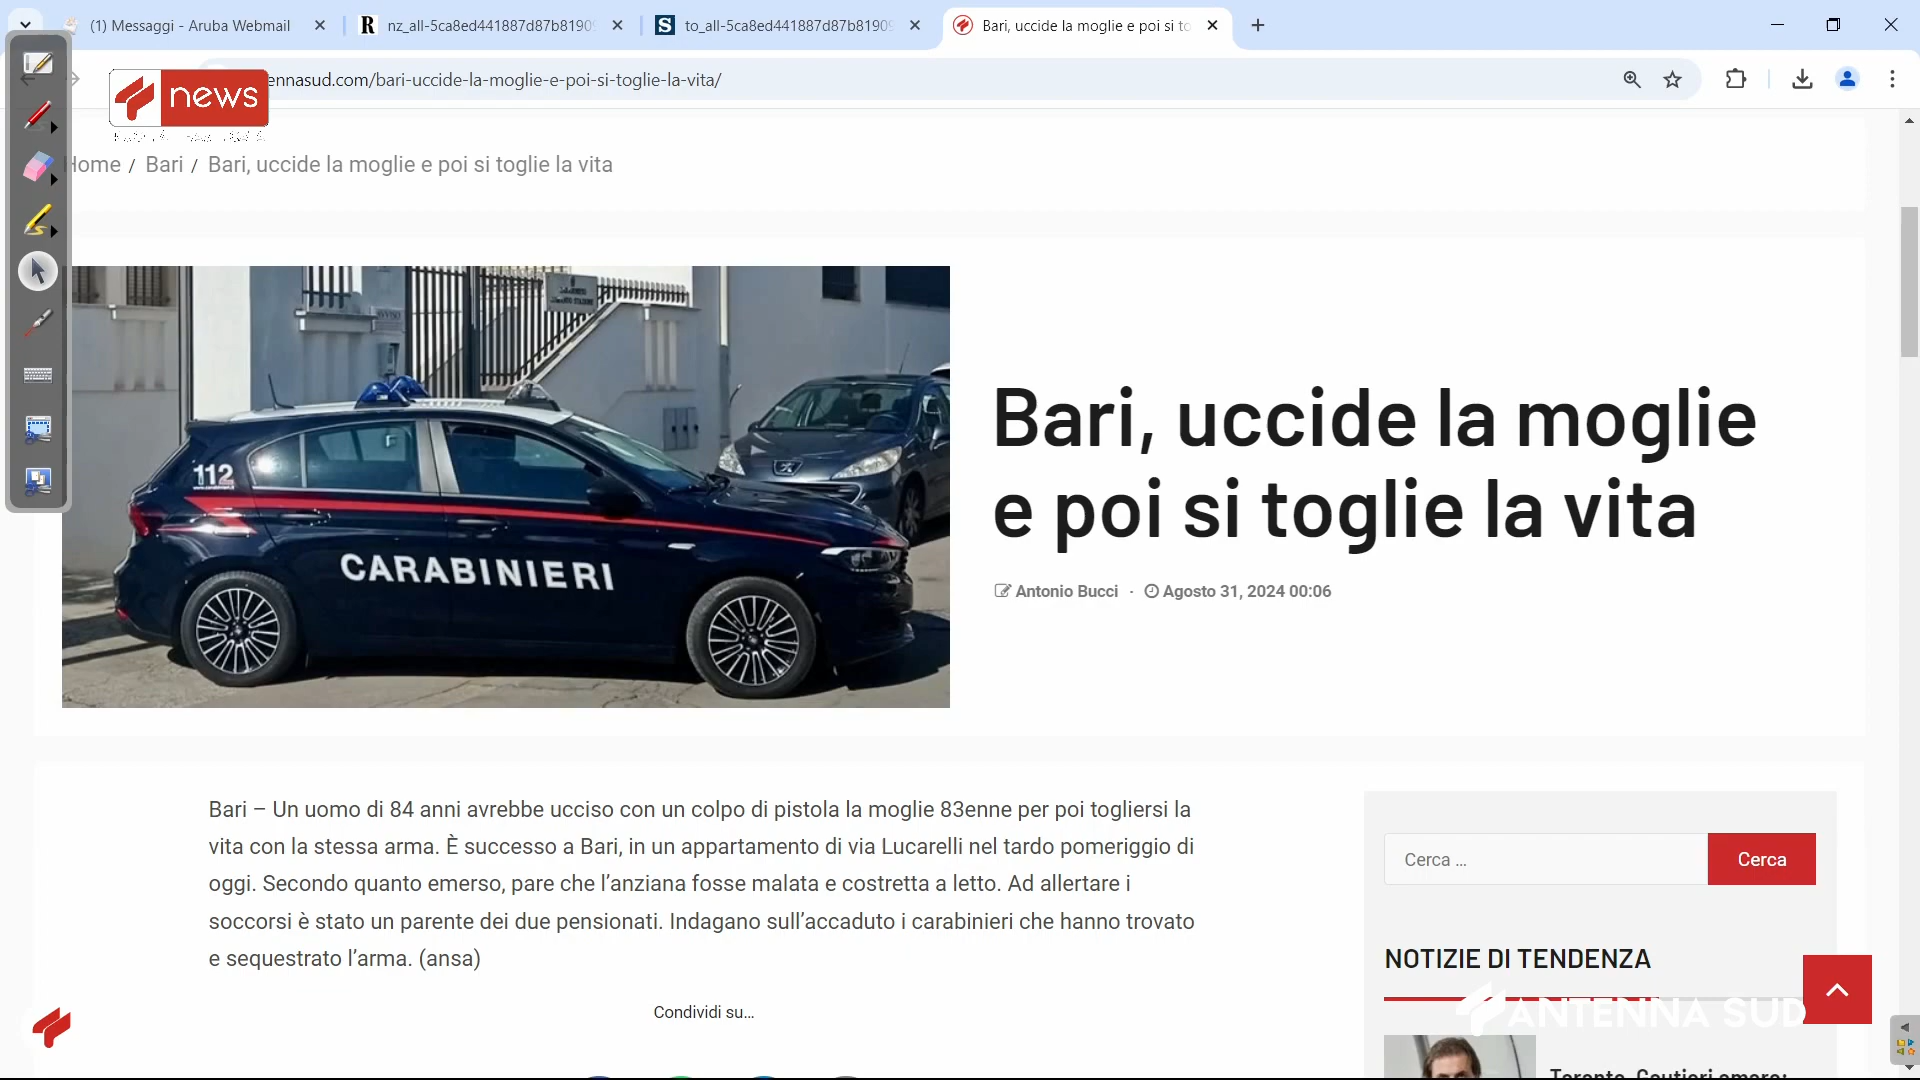 (1) Messaggi - Aruba Webmail
nz_all-5ca8ed441887d87b8190
to_all-5ca8ed441887d87b8190
Bari, uccide la moglie e poi si to
ennasud.com/bari-uccide-la-moglie-e-poi-si-toglie-la-vita/
news
Home / Bari / Bari, uccide la moglie e poi si toglie la vita
112
CARABINIERI
Bari, uccide la moglie
e poi si toglie la vita
Antonio Bucci · Agosto 31, 2024 00:06
Bari – Un uomo di 84 anni avrebbe ucciso con un colpo di pistola la moglie 83enne per poi togliersi la
vita con la stessa arma. È successo a Bari, in un appartamento di via Lucarelli nel tardo pomeriggio di
oggi. Secondo quanto emerso, pare che l’anziana fosse malata e costretta a letto. Ad allertare i
soccorsi è stato un parente dei due pensionati. Indagano sull’accaduto i carabinieri che hanno trovato
e sequestrato l’arma. (ansa)
Condividi su...
Cerca ...
Cerca
NOTIZIE DI TENDENZA
ANTENNA SUD